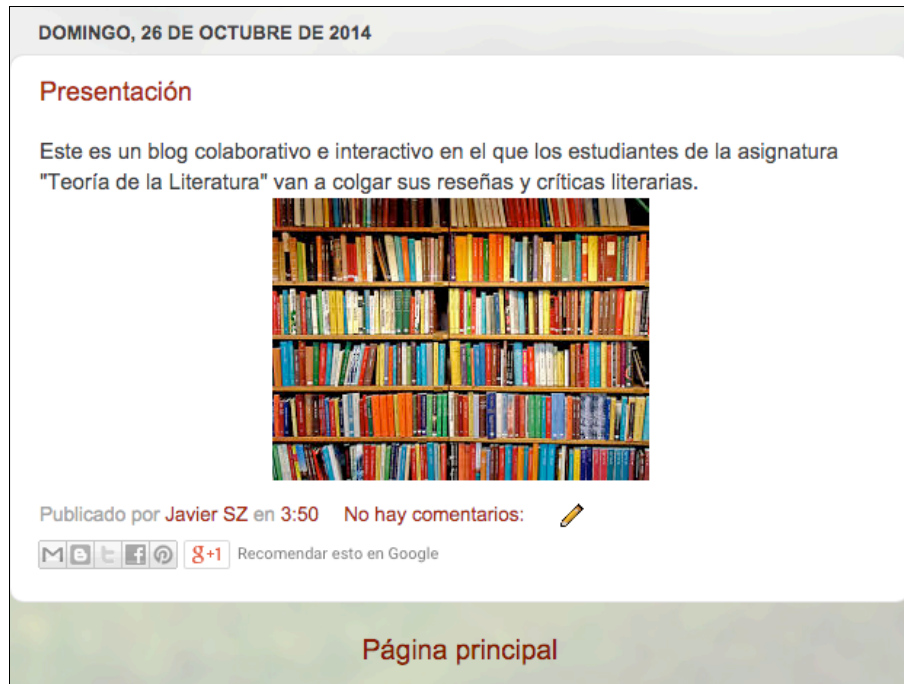 DOMINGO, 26 DE OCTUBRE DE 2014
Presentación
Este es un blog colaborativo e interactivo en el que los estudiantes de la asignatura
"Teoría de la Literatura" van a colgar sus reseñas y críticas literarias.
Publicado por Javier SZ en 3:50 No hay comentarios:
g+1 Recomendar esto en Google
Página principal